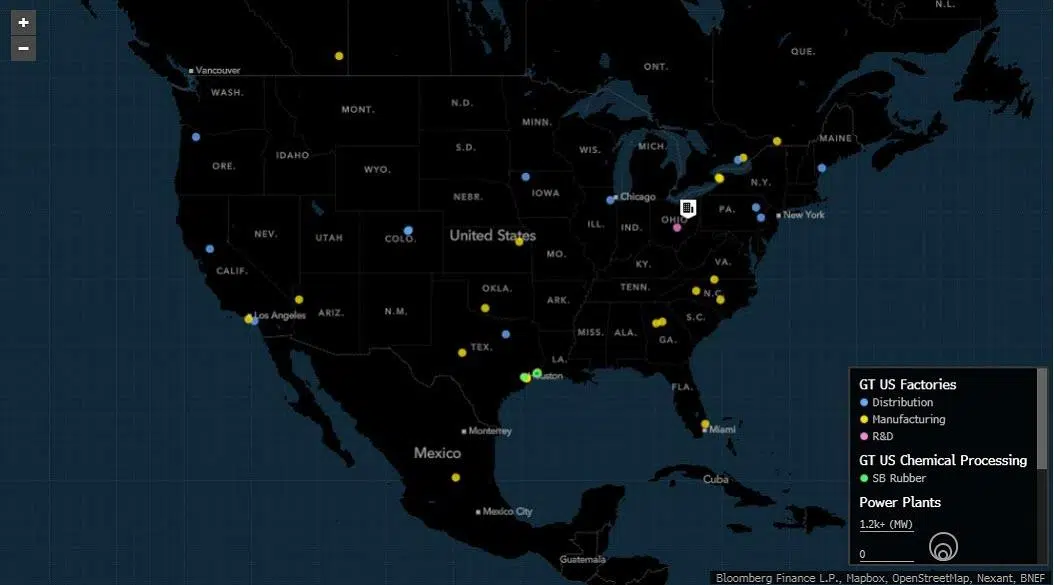 +
−
N.L.
QUE.
ONT.
Vancouver
WASH.
MONT.
N.D.
MINN.
MAINE
ORE.
IDAHO
S.D.
WIS.
MICH.
WYO.
N.Y.
NEBR.
IOWA
Chicago
PA.
New York
OHIO
NEV.
UTAH
COLO.
United States
ILL.
IND.
CALIF.
MO.
KY.
VA.
Los Angeles
ARIZ.
N.M.
OKLA.
ARK.
TENN.
N.C.
S.C.
TEX.
MISS.
ALA.
GA.
LA.
Houston
FLA.
Miami
Monterrey
Mexico
Cuba
Mexico City
Guatemala
GT US Factories
Distribution
Manufacturing
R&D
GT US Chemical Processing
SB Rubber
Power Plants
1.2k+ (MW)
0
Bloomberg Finance L.P., Mapbox, OpenStreetMap, Nexant, BNEF